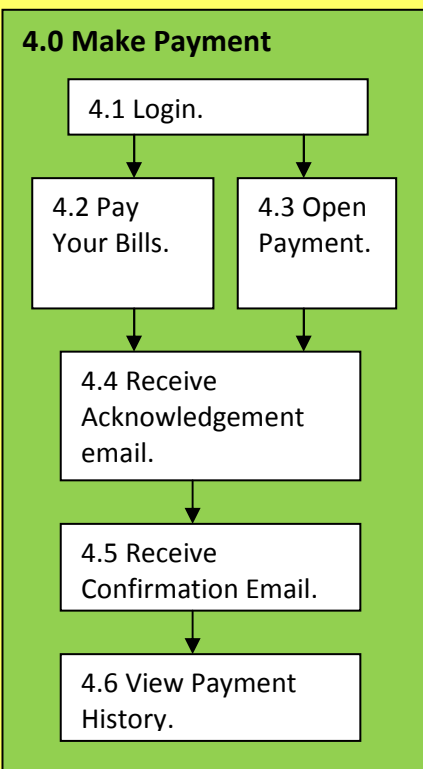 4.0 Make Payment
4.1 Login.
4.2 Pay
Your Bills.
4.3 Open
Payment.
4.4 Receive
Acknowledgement
email.
4.5 Receive
Confirmation Email.
4.6 View Payment
History.